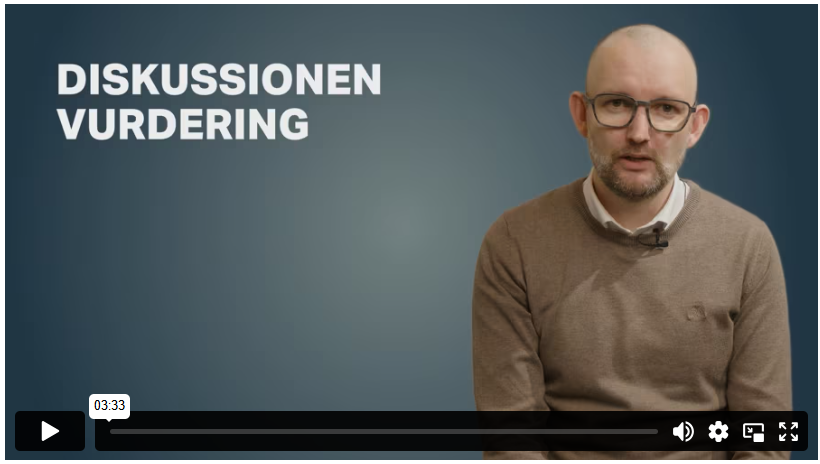 DISKUSSIONEN
VURDERING
03:33